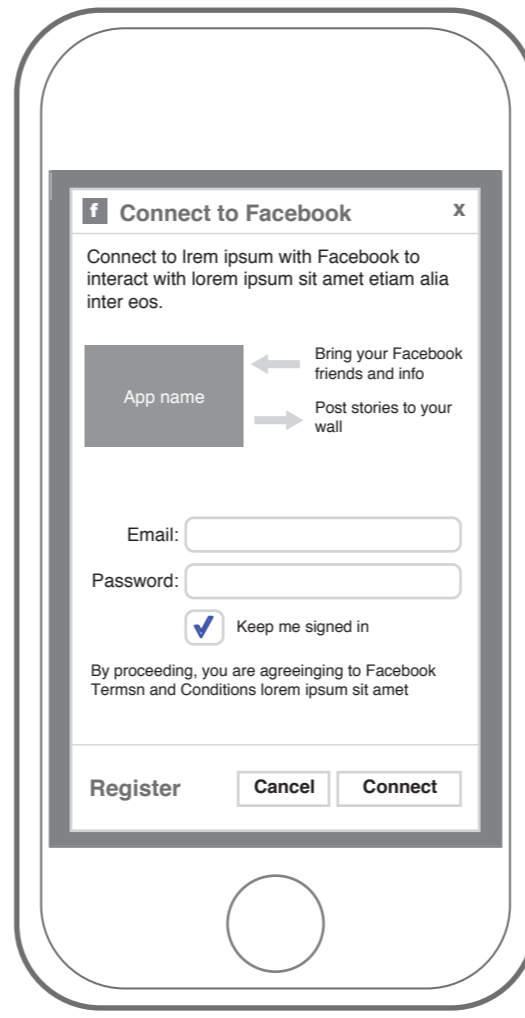 f Connect to Facebook x
Connect to Irem ipsum with Facebook to
interact with lorem ipsum sit amet etiam alia
inter eos.
App name
Bring your Facebook
friends and info
Post stories to your
wall
Email:
Password:
Keep me signed in
By proceeding, you are agreeinging to Facebook
Termsn and Conditions lorem ipsum sit amet
Register Cancel Connect